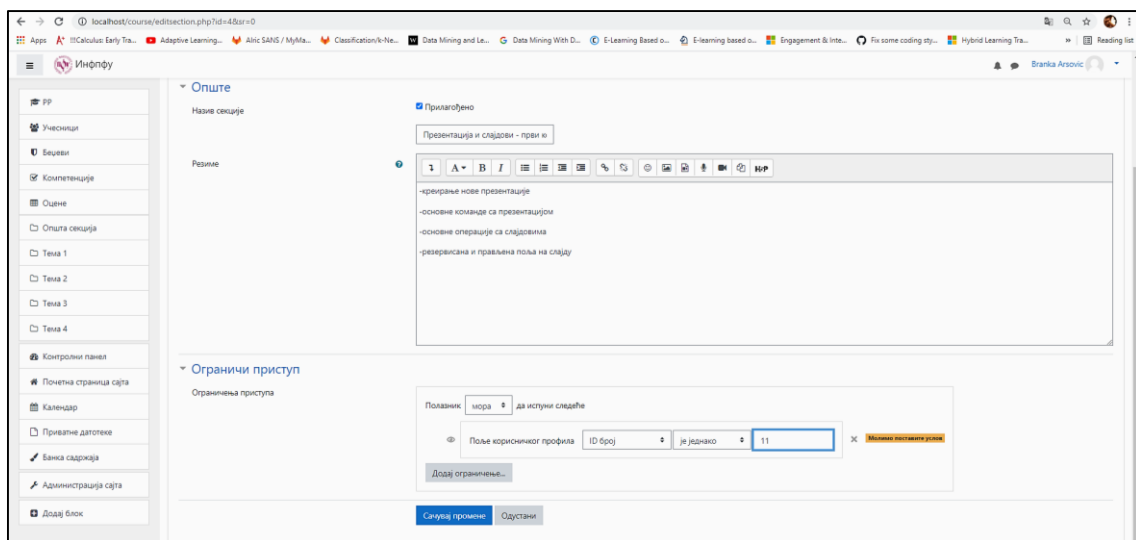 localhost/course/editsection.php?id=4&sr=0
Apps !!!Calculus: Early Tra... Adaptive Learning... Alric SANS / MyMa... Classification/k-Ne... Data Mining and Le... Data Mining With D... E-Learning Based o... E-learning based o... Engagement & Inte... Fix some coding sty... Hybrid Learning Tra... » Reading list
Инфпфу
Branka Arsovic
PP
Учесници
Беџеви
Компетенције
Оцене
Општа секција
Тема 1
Тема 2
Тема 3
Тема 4
Контролни панел
Почетна страница сајта
Календар
Приватне датотеке
Банка садржаја
Администрација сајта
Додај блок
Опште
Назив секције
Прилагођено
Презентација и слајдови - први к
Резиме
A B I H-P
-креирање нове презентације
-основне команде са презентацијом
-основне операције са слајдовима
-резервисана и прављена поља на слајду
Ограничи приступ
Ограничења приступа
Полазник мора да испуни следеће
Поље корисничког профила ID број је једнако 11
Молимо поставите услов
Додај ограничење...
Сачувај промене Одустани